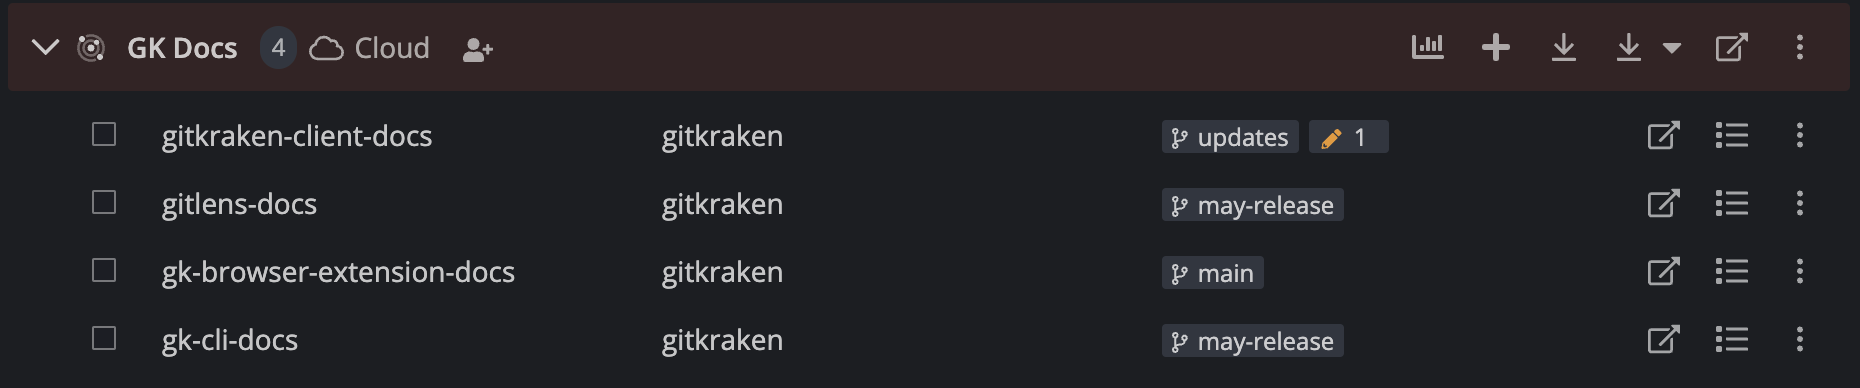 GK Docs 4 Cloud
gitkraken-client-docs gitkraken updates 1
gitlens-docs gitkraken may-release
gk-browser-extension-docs gitkraken main
gk-cli-docs gitkraken may-release